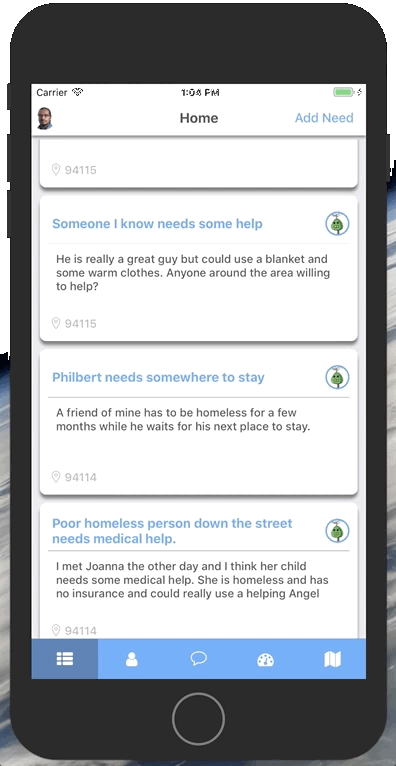 Carrier 1:04 PM
Home Add Need
94115
Someone I know needs some help
He is really a great guy but could use a blanket and
some warm clothes. Anyone around the area willing
to help?
94115
Philbert needs somewhere to stay
A friend of mine has to be homeless for a few
months while he waits for his next place to stay.
94114
Poor homeless person down the street
needs medical help.
I met Joanna the other day and I think her child
needs some medical help. She is homeless and has
no insurance and could really use a helping Angel
94114